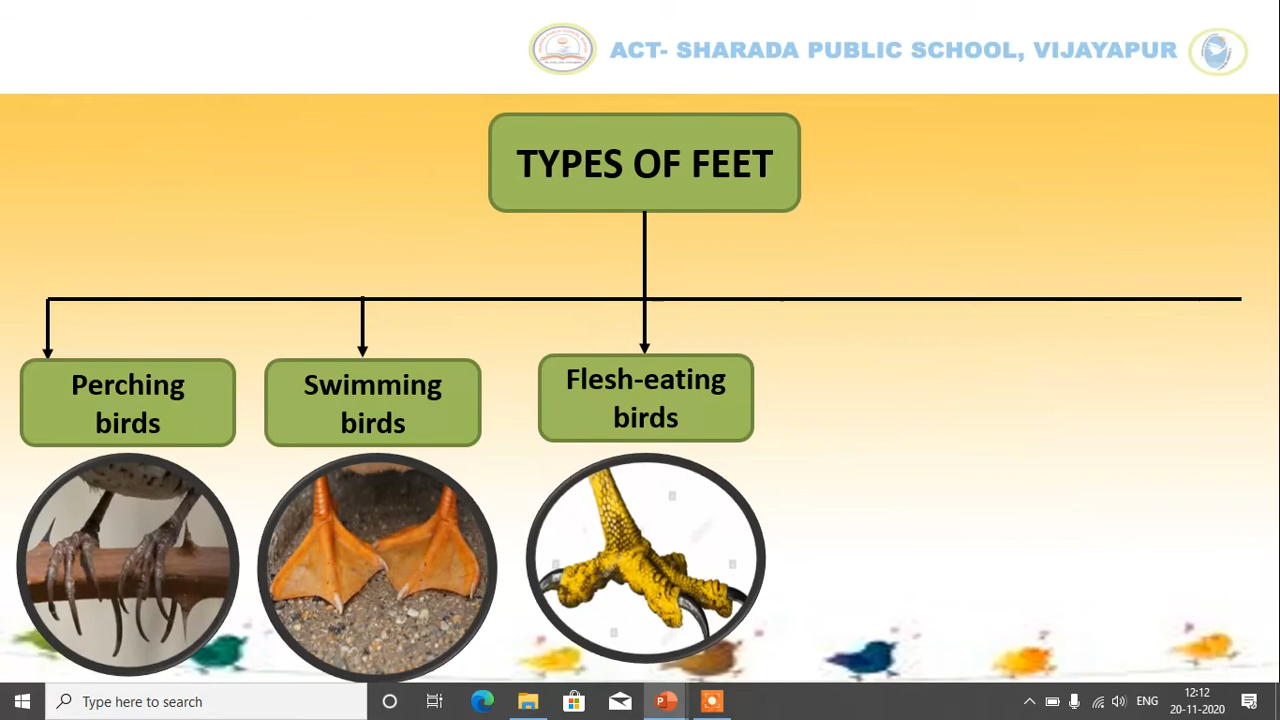 ACT- SHARADA PUBLIC SCHOOL, VIJAYAPUR
TYPES OF FEET
Perching
birds
Swimming
birds
Flesh-eating
birds
Type here to search
ENG
12:12
20-11-2020